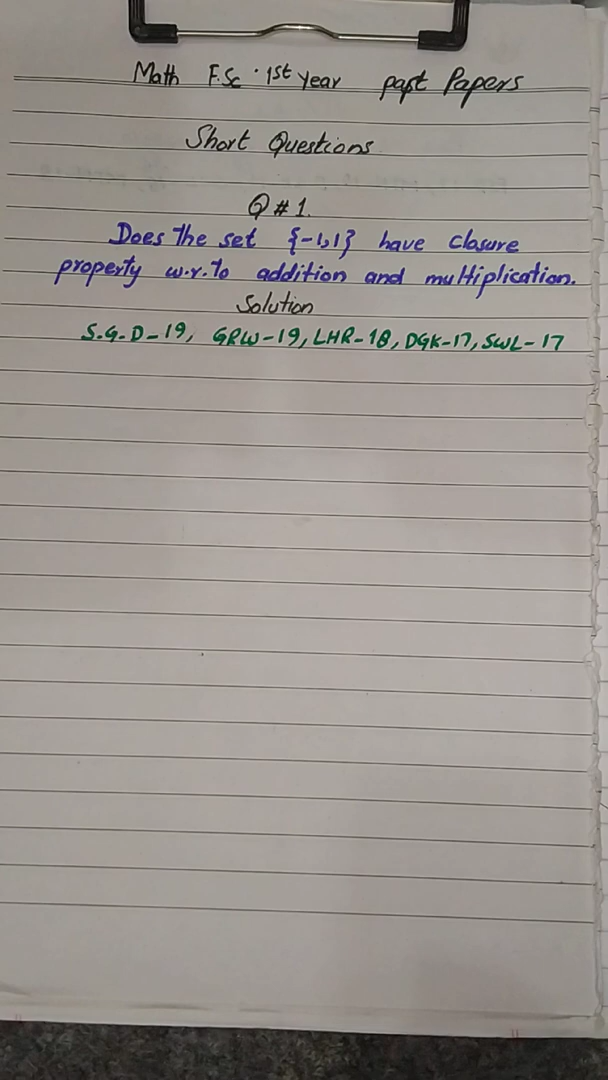 Math F.Sc. 1st year past Papers
Short Questions
Q # 1.
Does the set {-1,1} have closure
property w.r.to addition and multiplication.
Solution
S.G.D-19, GRW-19, LHR-18, DGK-17, SWL-17